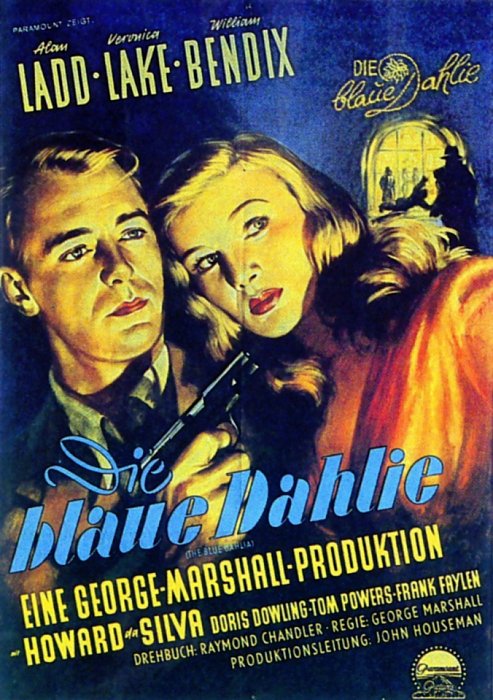 PARAMOUNT ZEIGT:
Alan Veronica William
LADD · LAKE · BENDIX
DIE
blaue Dahlie
Die
blaue Dahlie
(THE BLUE DAHLIA)
EINE GEORGE-MARSHALL-PRODUKTION
mit HOWARD da SILVA DORIS DOWLING·TOM POWERS·FRANK FAYLEN
DREHBUCH: RAYMOND CHANDLER · REGIE: GEORGE MARSHALL
PRODUKTIONSLEITUNG: JOHN HOUSEMAN
Paramount